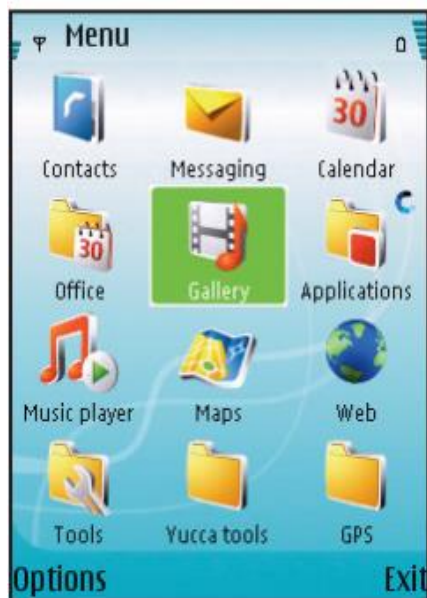 Menu
30
Contacts Messaging Calendar
30
Office Gallery Applications
Music player Maps Web
Tools Yucca tools GPS
Options Exit